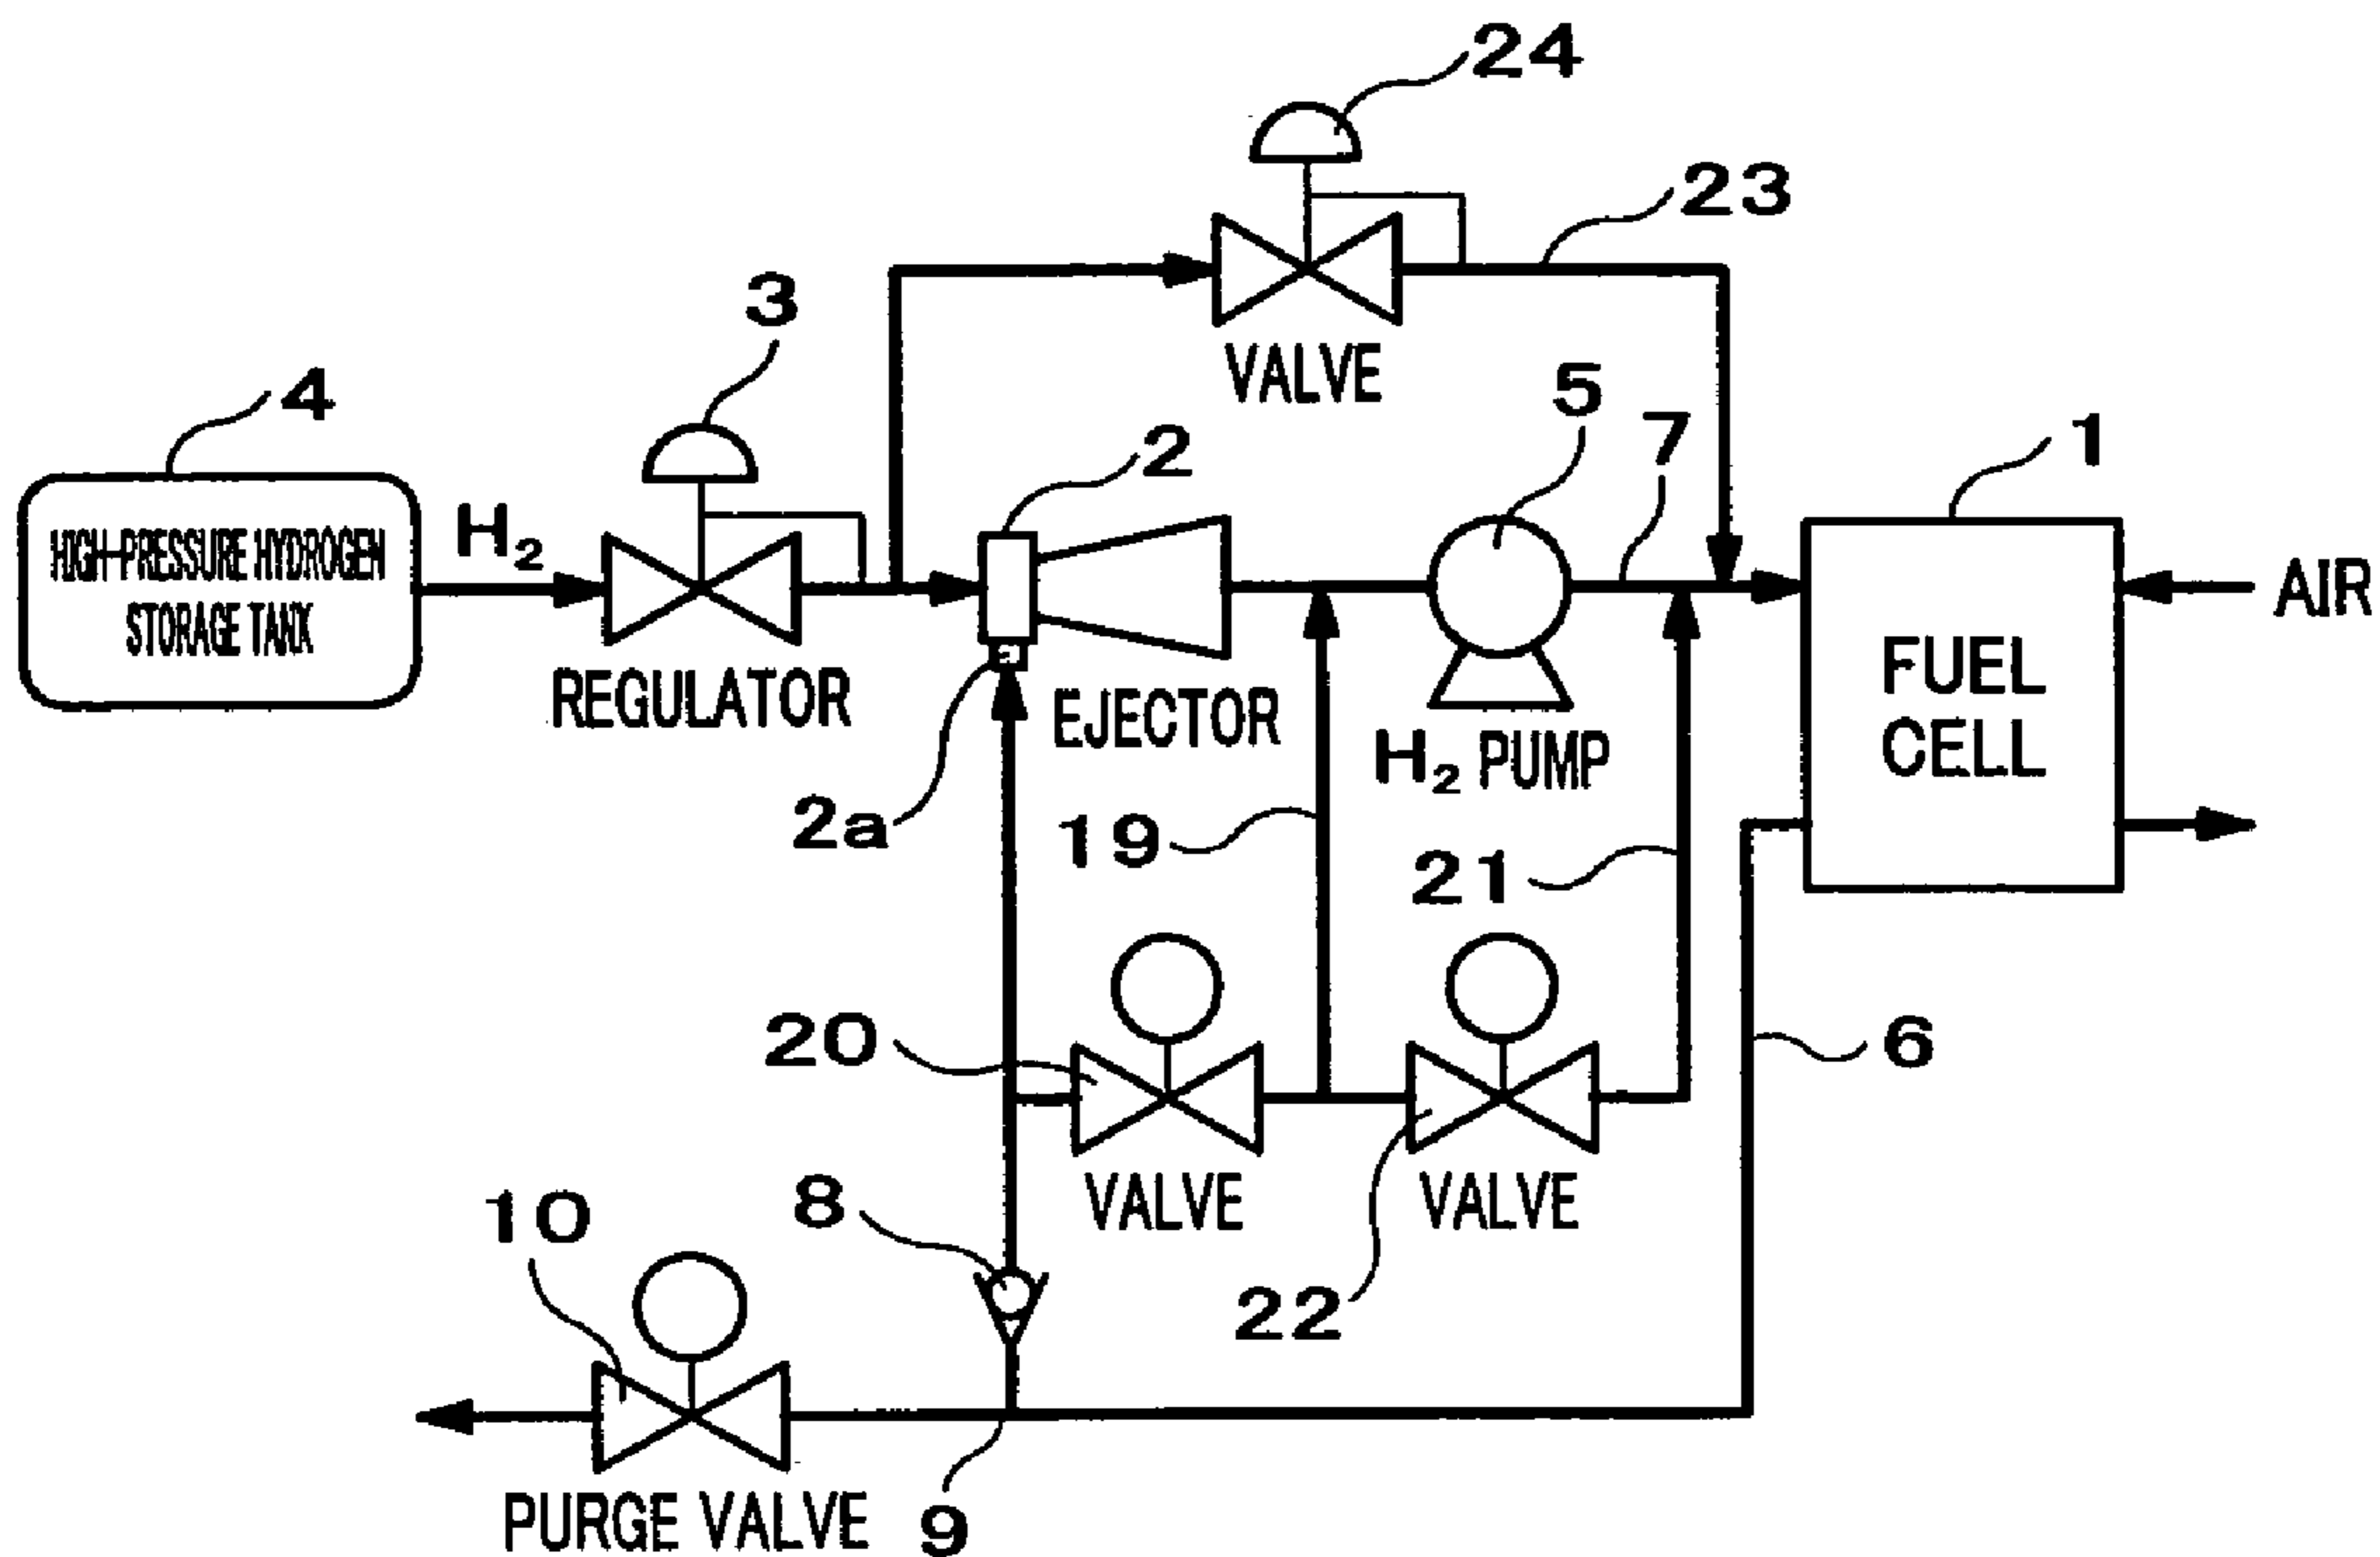 24
23
3
VALVE
4
5
2
7
1
HIGH-PRESSURE HYDROGEN
STORAGE TANK
H2
AIR
REGULATOR
EJECTOR
FUEL
CELL
H2 PUMP
2a
19
21
20
6
VALVE
VALVE
8
10
22
PURGE VALVE
9